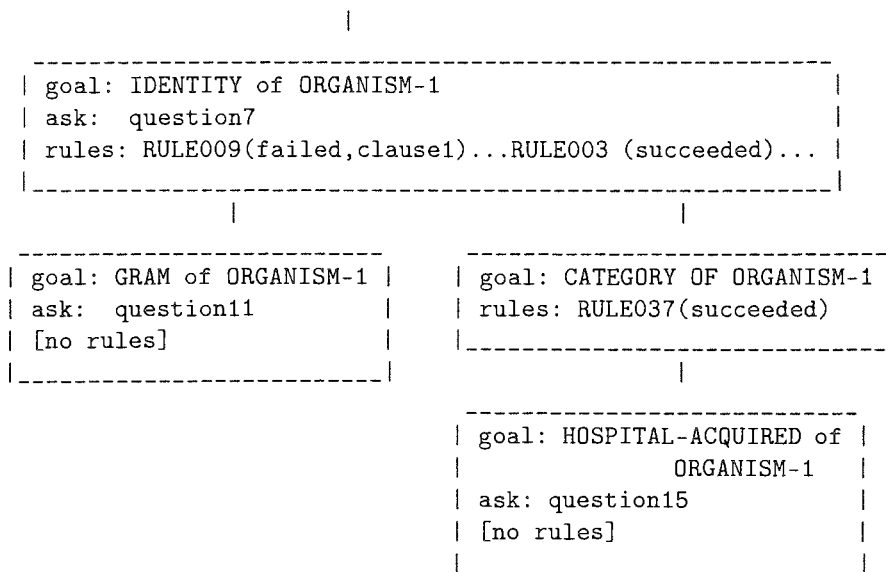 goal: IDENTITY of ORGANISM-1
ask: question7
rules: RULE009(failed,clause1)...RULE003 (succeeded)...
goal: GRAM of ORGANISM-1
ask: question11
[no rules]
goal: CATEGORY OF ORGANISM-1
rules: RULE037(succeeded)
goal: HOSPITAL-ACQUIRED of
ORGANISM-1
ask: question15
[no rules]